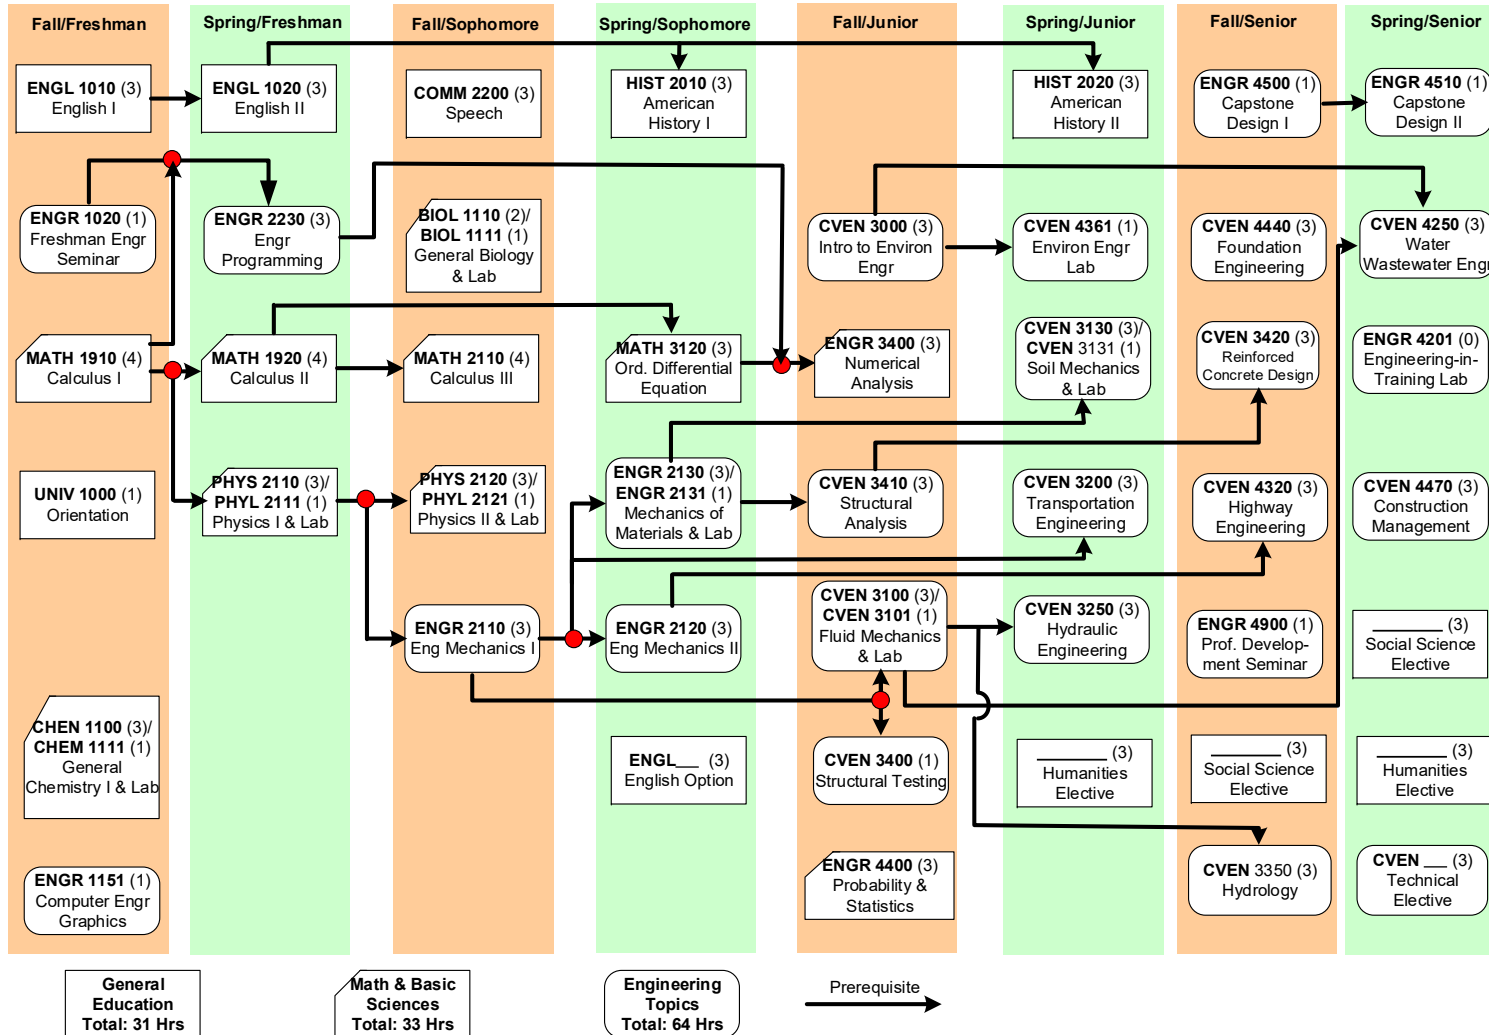 Fall/Freshman
Spring/Freshman
Fall/Sophomore
Spring/Sophomore
Fall/Junior
Spring/Junior
Fall/Senior
Spring/Senior
ENGL 1010 (3)
English I
ENGL 1020 (3)
English II
COMM 2200 (3)
Speech
HIST 2010 (3)
American
History I
HIST 2020 (3)
American
History II
ENGR 4500 (1)
Capstone
Design I
ENGR 4510 (1)
Capstone
Design II
ENGR 1020 (1)
Freshman Engr
Seminar
ENGR 2230 (3)
Engr
Programming
BIOL 1110 (2)/
BIOL 1111 (1)
General Biology
& Lab
CVEN 3000 (3)
Intro to Environ
Engr
CVEN 4361 (1)
Environ Engr
Lab
CVEN 4440 (3)
Foundation
Engineering
CVEN 4250 (3)
Water
Wastewater Engr
MATH 1910 (4)
Calculus I
MATH 1920 (4)
Calculus II
MATH 2110 (4)
Calculus III
MATH 3120 (3)
Ord. Differential
Equation
ENGR 3400 (3)
Numerical
Analysis
CVEN 3130 (3)/
CVEN 3131 (1)
Soil Mechanics
& Lab
CVEN 3420 (3)
Reinforced
Concrete Design
ENGR 4201 (0)
Engineering-in-
Training Lab
UNIV 1000 (1)
Orientation
PHYS 2110 (3)/
PHYL 2111 (1)
Physics I & Lab
PHYS 2120 (3)/
PHYL 2121 (1)
Physics II & Lab
ENGR 2130 (3)/
ENGR 2131 (1)
Mechanics of
Materials & Lab
CVEN 3410 (3)
Structural
Analysis
CVEN 3200 (3)
Transportation
Engineering
CVEN 4320 (3)
Highway
Engineering
CVEN 4470 (3)
Construction
Management
ENGR 2110 (3)
Eng Mechanics I
ENGR 2120 (3)
Eng Mechanics II
CVEN 3100 (3)/
CVEN 3101 (1)
Fluid Mechanics
& Lab
CVEN 3250 (3)
Hydraulic
Engineering
ENGR 4900 (1)
Prof. Develop-
ment Seminar
________ (3)
Social Science
Elective
CHEN 1100 (3)/
CHEM 1111 (1)
General
Chemistry I & Lab
ENGL__ (3)
English Option
CVEN 3400 (1)
Structural Testing
________ (3)
Humanities
Elective
________ (3)
Social Science
Elective
________ (3)
Humanities
Elective
ENGR 1151 (1)
Computer Engr
Graphics
ENGR 4400 (3)
Probability &
Statistics
CVEN 3350 (3)
Hydrology
CVEN __ (3)
Technical
Elective
General
Education
Total: 31 Hrs
Math & Basic
Sciences
Total: 33 Hrs
Engineering
Topics
Total: 64 Hrs
Prerequisite